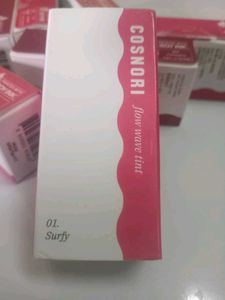 COSNORI
flow wave tint
01.
Surfy